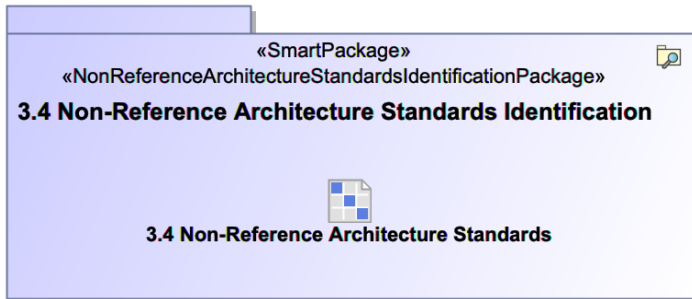 «SmartPackage»
«NonReferenceArchitectureStandardsIdentificationPackage»
3.4 Non-Reference Architecture Standards Identification
3.4 Non-Reference Architecture Standards